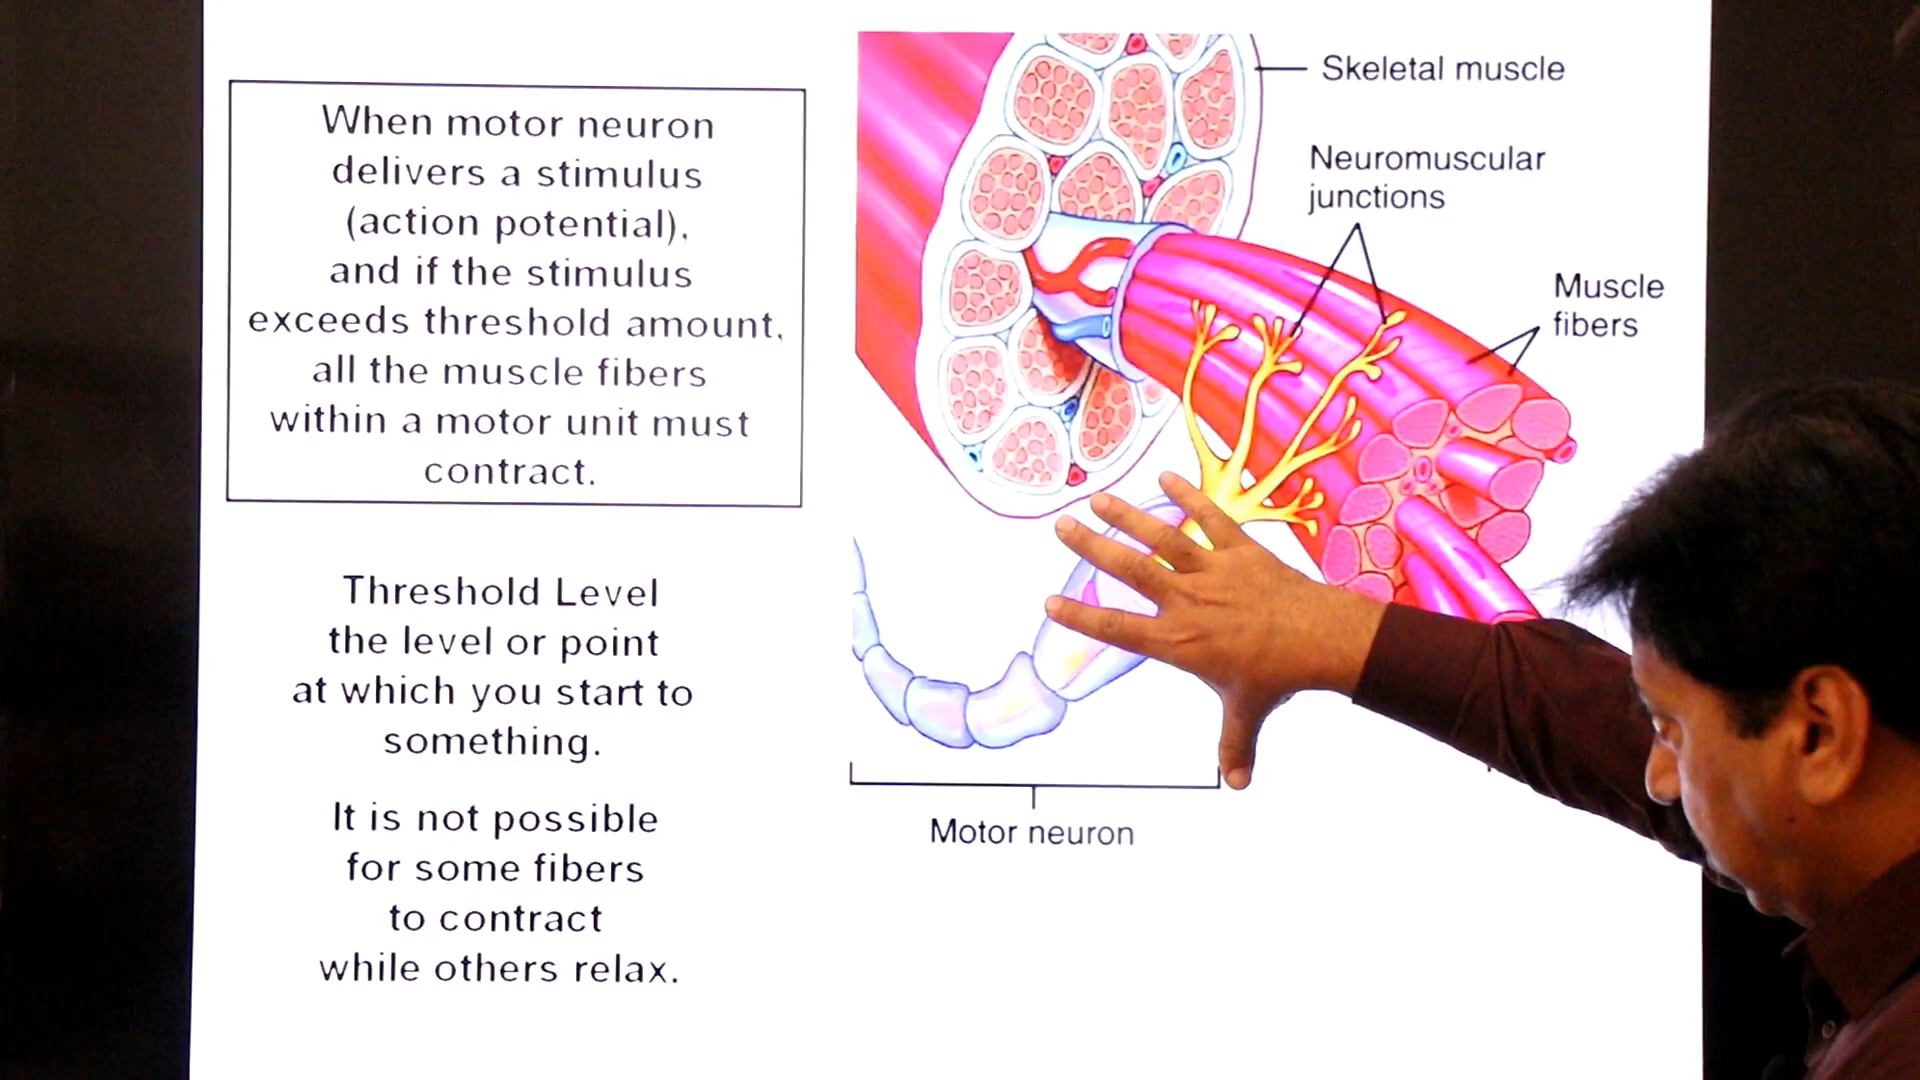 When motor neuron
delivers a stimulus
(action potential),
and if the stimulus
exceeds threshold amount,
all the muscle fibers
within a motor unit must
contract.
Threshold Level
the level or point
at which you start to
something.
It is not possible
for some fibers
to contract
while others relax.
Skeletal muscle
Neuromuscular
junctions
Muscle
fibers
Motor neuron